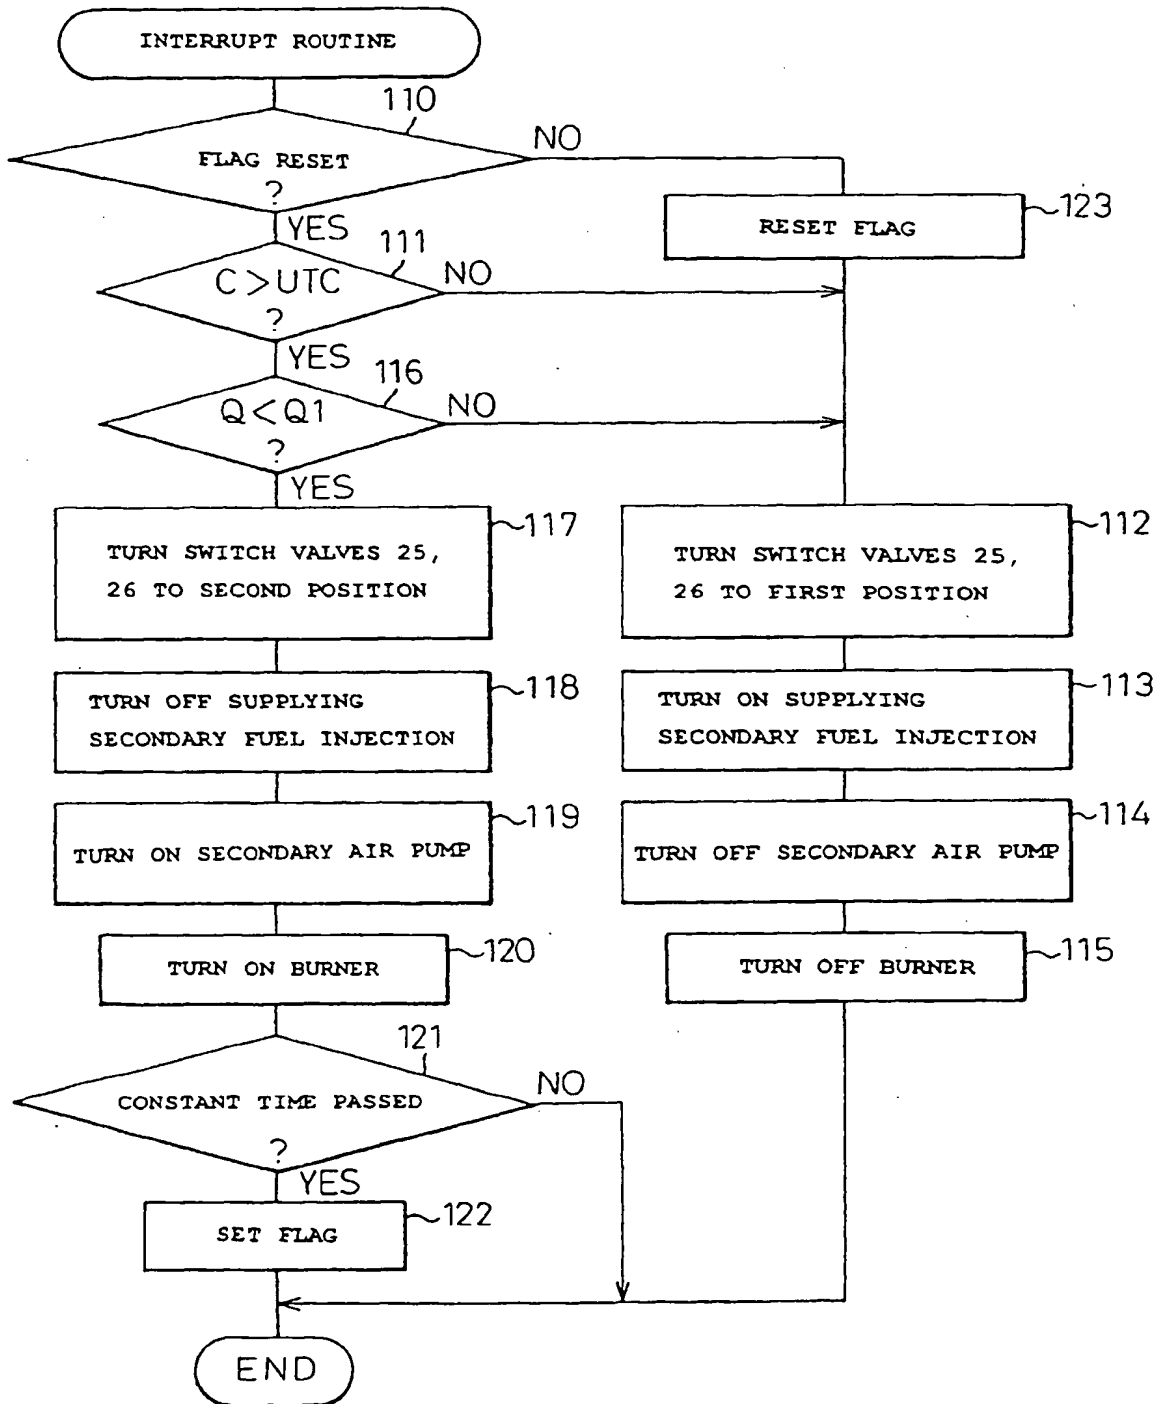 INTERRUPT ROUTINE
110
FLAG RESET
?
NO
YES
RESET FLAG
123
111
C>UTC
?
NO
YES
116
Q<Q1
?
NO
YES
117
TURN SWITCH VALVES 25,
26 TO SECOND POSITION
112
TURN SWITCH VALVES 25,
26 TO FIRST POSITION
118
TURN OFF SUPPLYING
SECONDARY FUEL INJECTION
113
TURN ON SUPPLYING
SECONDARY FUEL INJECTION
119
TURN ON SECONDARY AIR PUMP
114
TURN OFF SECONDARY AIR PUMP
120
TURN ON BURNER
115
TURN OFF BURNER
121
CONSTANT TIME PASSED
?
NO
YES
122
SET FLAG
END